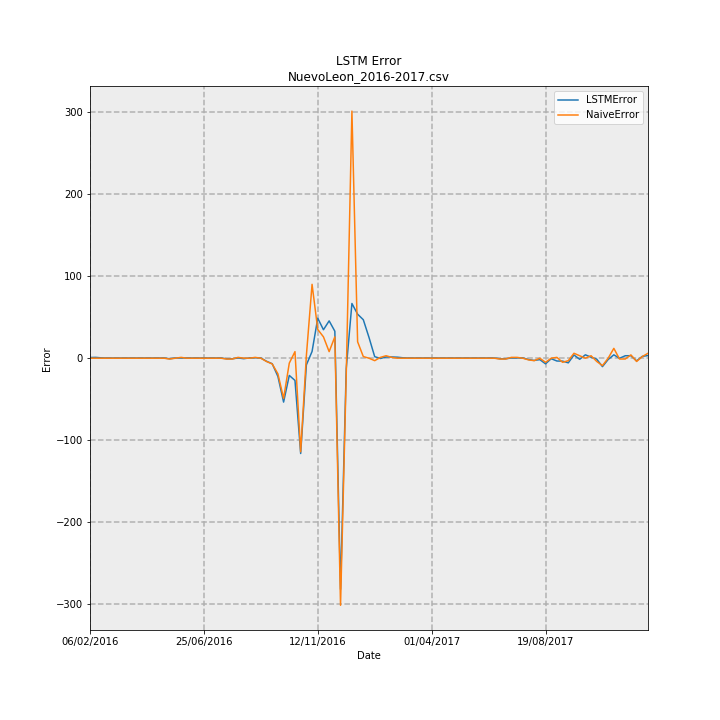 LSTM Error
NuevoLeon_2016-2017.csv
LSTMError
NaiveError
300
200
100
0
−100
−200
−300
Error
06/02/2016
25/06/2016
12/11/2016
01/04/2017
19/08/2017
Date